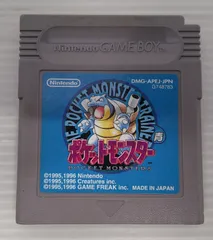 Nintendo GAME BOY
DMG-APEJ-JPN
ポケットモンスター
青
POCKET MONSTERS
©1995,1996 Nintendo
©1995,1996 Creatures inc.
©1995,1996 GAME FREAK inc. MADE IN JAPAN